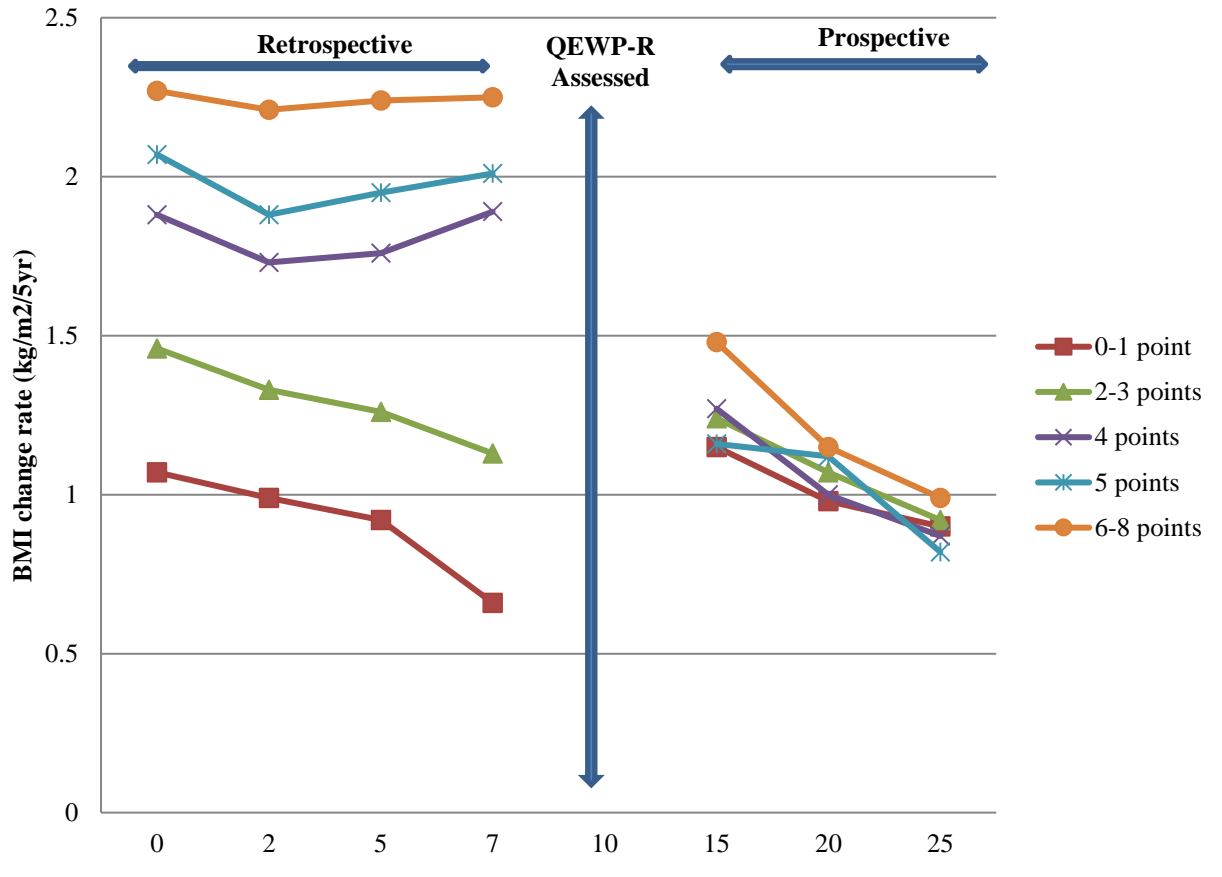 Retrospective
QEWP-R
Assessed
Prospective
BMI change rate (kg/m2/5yr)
2.5
2
1.5
1
0.5
0
0 2 5 7 10 15 20 25
0-1 point
2-3 points
4 points
5 points
6-8 points